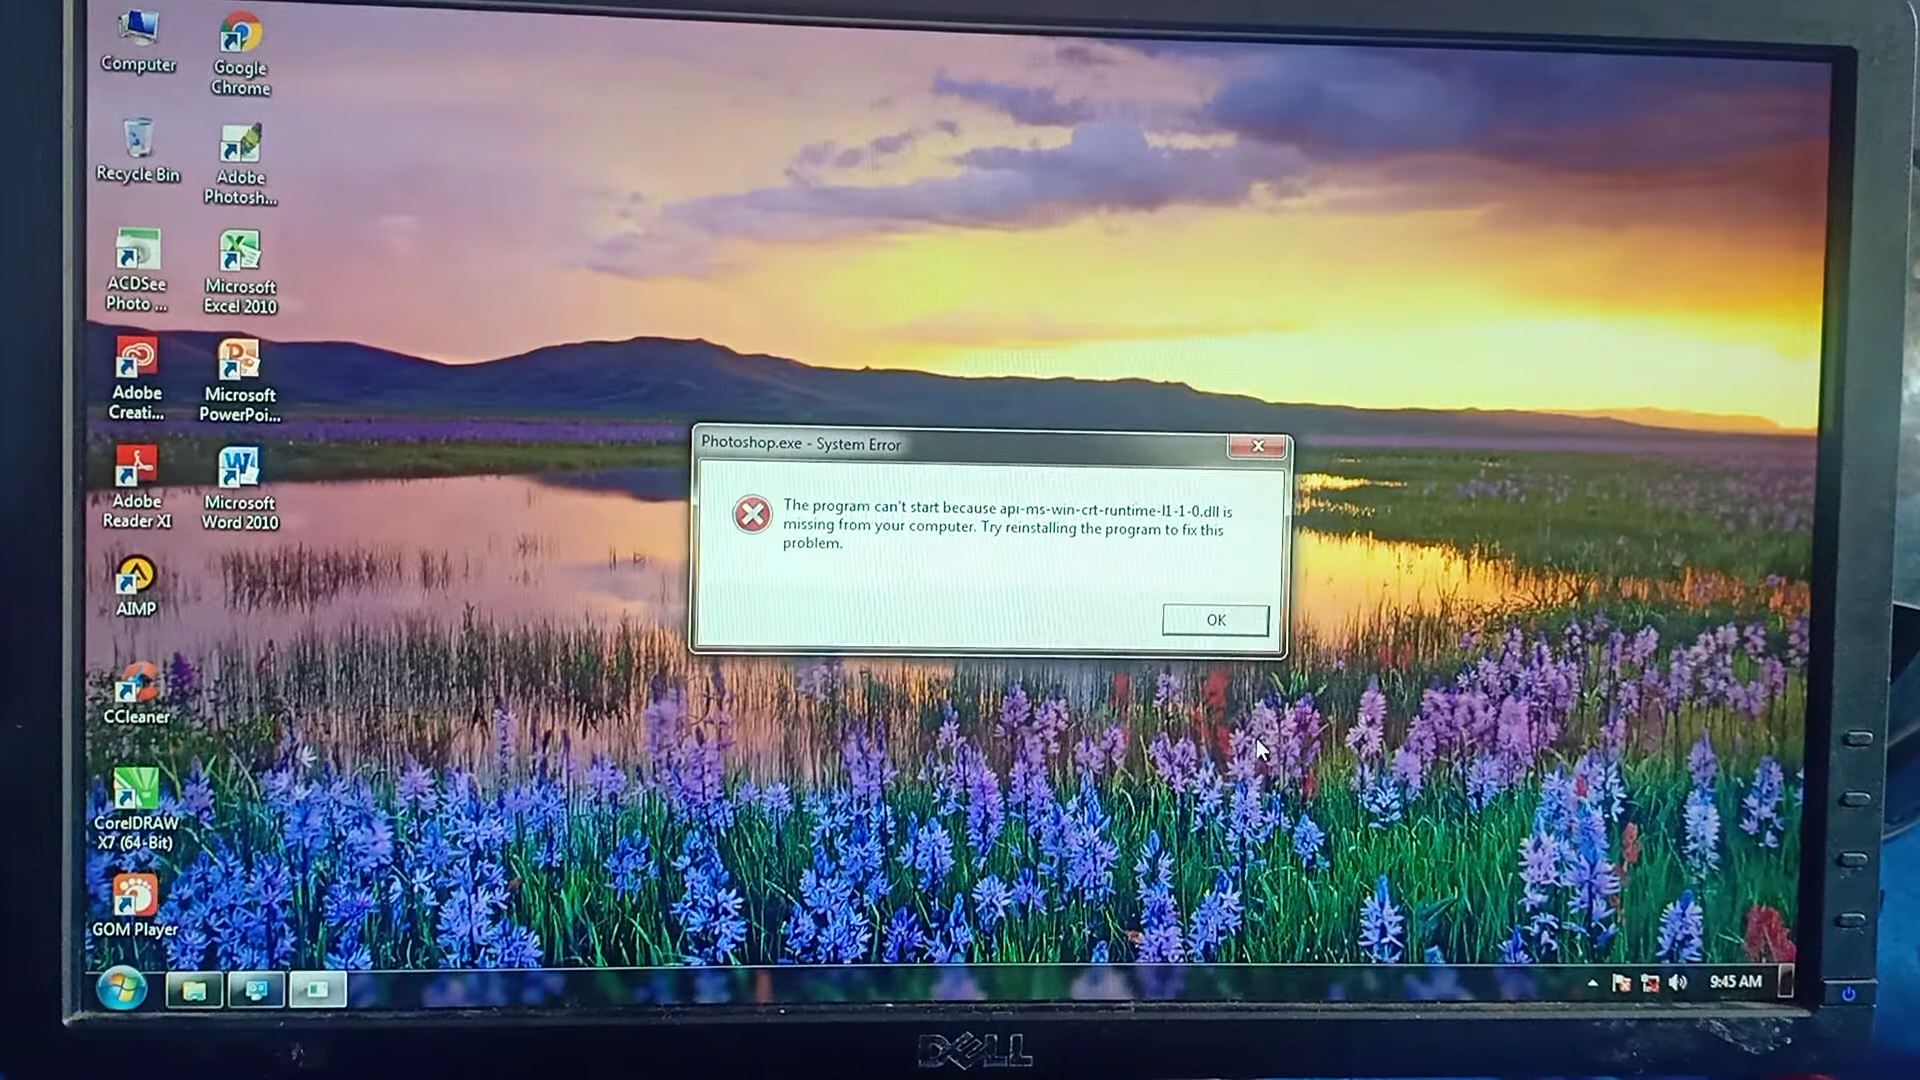 Computer
Google
Chrome
Recycle Bin
Adobe
Photosh...
ACDSee
Photo ...
Microsoft
Excel 2010
Adobe
Creati...
Microsoft
PowerPoi...
Adobe
Reader XI
Microsoft
Word 2010
AIMP
CCleaner
CorelDRAW
X7 (64-Bit)
GOM Player
Photoshop.exe - System Error
The program can't start because api-ms-win-crt-runtime-l1-1-0.dll is
missing from your computer. Try reinstalling the program to fix this
problem.
OK
9:45 AM
DELL